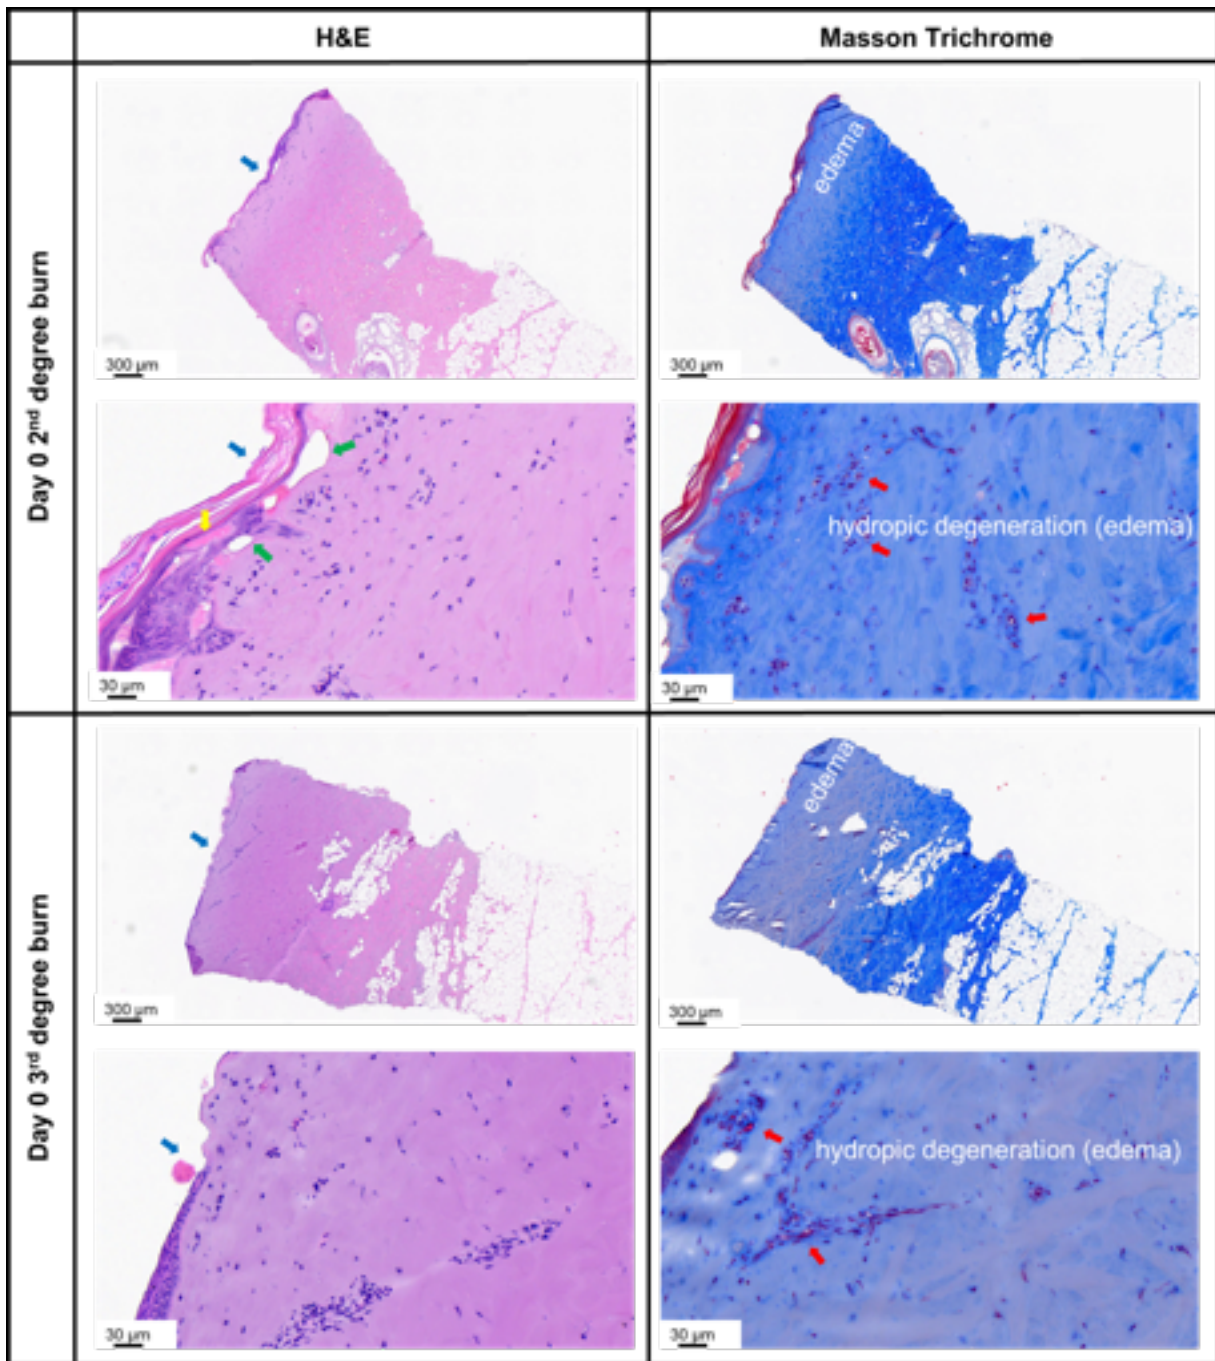 H&E
Masson Trichrome
Day 0 2nd degree burn
edema
300 µm
300 µm
hydropic degeneration (edema)
30 µm
30 µm
Day 0 3rd degree burn
edema
300 µm
300 µm
hydropic degeneration (edema)
30 µm
30 µm